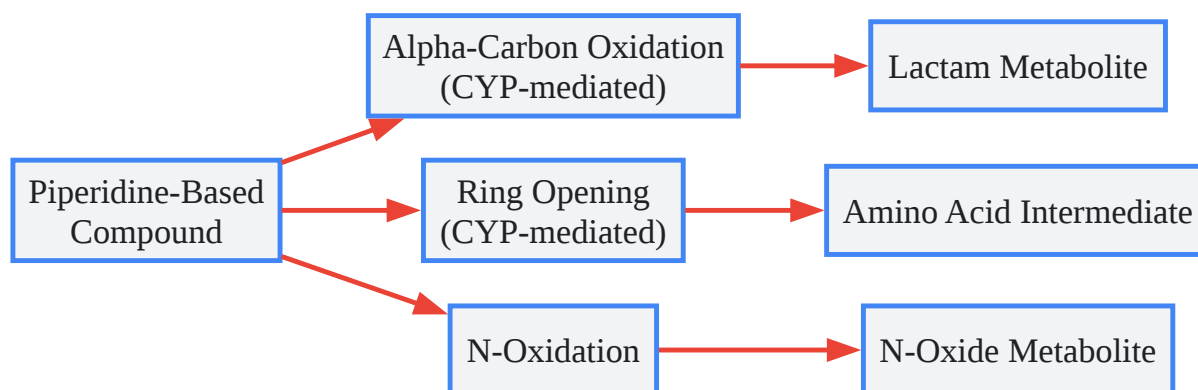 Alpha-Carbon Oxidation
(CYP-mediated)
Lactam Metabolite
Piperidine-Based
Compound
Ring Opening
(CYP-mediated)
Amino Acid Intermediate
N-Oxidation
N-Oxide Metabolite